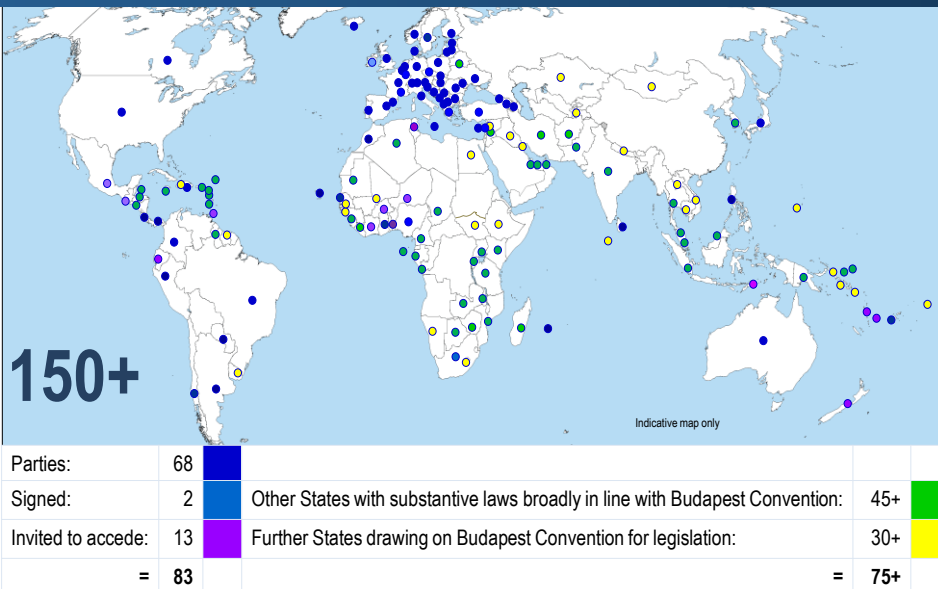 150+
Indicative map only
Parties: 68
Signed: 2 Other States with substantive laws broadly in line with Budapest Convention: 45+
Invited to accede: 13 Further States drawing on Budapest Convention for legislation: 30+
= 83 = 75+